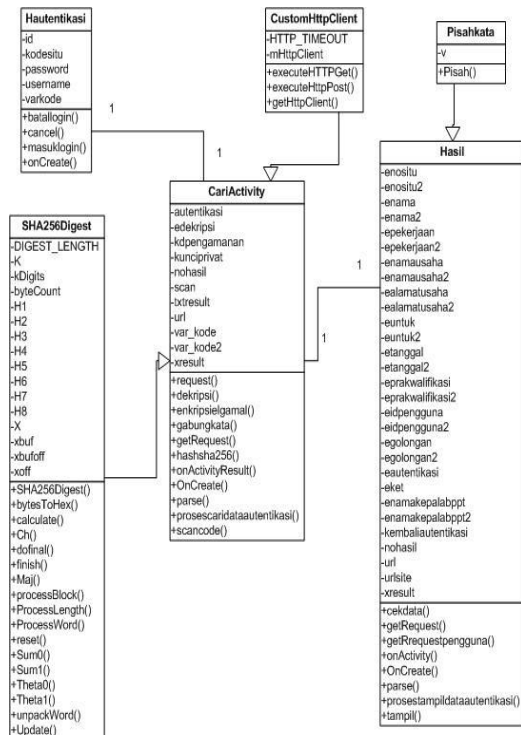 Hautentikasi
-id
-kodesitu
-password
-username
-varkode
+batallogin()
+cancel()
+masuklogin()
+onCreate()
CustomHttpClient
-HTTP_TIMEOUT
-mHttpClient
+executeHTTPGet()
+executeHttpPost()
+getHttpClient()
Pisahkata
-v
+Pisah()
1
1
CariActivity
-autentikasi
-edekripsi
-kdpengamanan
-kunciprivat
-nohasil
-scan
-txtresult
-url
-var_kode
-var_kode2
-xresult
+request()
+dekripsi()
+enkripsielgamal()
+gabungkata()
+getRequest()
+hashsha256()
+onActivityResult()
+OnCreate()
+parse()
+prosescaridataautentikasi()
+scancode()
1
1
SHA256Digest
-DIGEST_LENGTH
-K
-kDigits
-byteCount
-H1
-H2
-H3
-H4
-H5
-H6
-H7
-H8
-X
-xbuf
-xbufoff
-xoff
+SHA256Digest()
+bytesToHex()
+calculate()
+Ch()
+dofinal()
+finish()
+Maj()
+processBlock()
+ProcessLength()
+ProcessWord()
+reset()
+Sum0()
+Sum1()
+Theta0()
+Theta1()
+unpackWord()
+Update()
Hasil
-enositu
-enositu2
-enama
-enama2
-epekerjaan
-epekerjaan2
-enamausaha
-enamausaha2
-ealamatusaha
-ealamatusaha2
-euntuk
-euntuk2
-etanggal
-etanggal2
-eprakwalifikasi
-eprakwalifikasi2
-eidpengguna
-eidpengguna2
-egolongan
-egolongan2
-eautentikasi
-eket
-enamakepalabppt
-enamakepalabppt2
-kembaliautentikasi
-nohasil
-url
-urlsite
-xresult
+cekdata()
+getRequest()
+getRrequestpengguna()
+onActivity()
+OnCreate()
+parse()
+prosestampildataautentikasi()
+tampil()